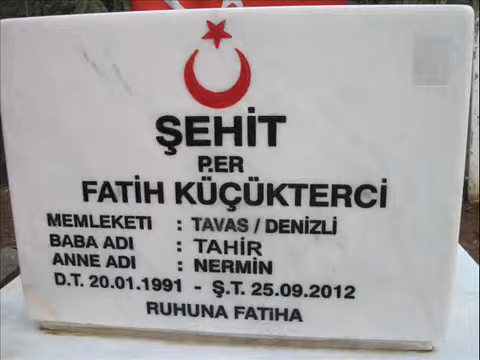 ŞEHİT
P.ER
FATİH KÜÇÜKTERCİ
MEMLEKETİ : TAVAS / DENİZLİ
BABA ADI : TAHİR
ANNE ADI : NERMİN
D.T. 20.01.1991 - Ş.T. 25.09.2012
RUHUNA FATİHA